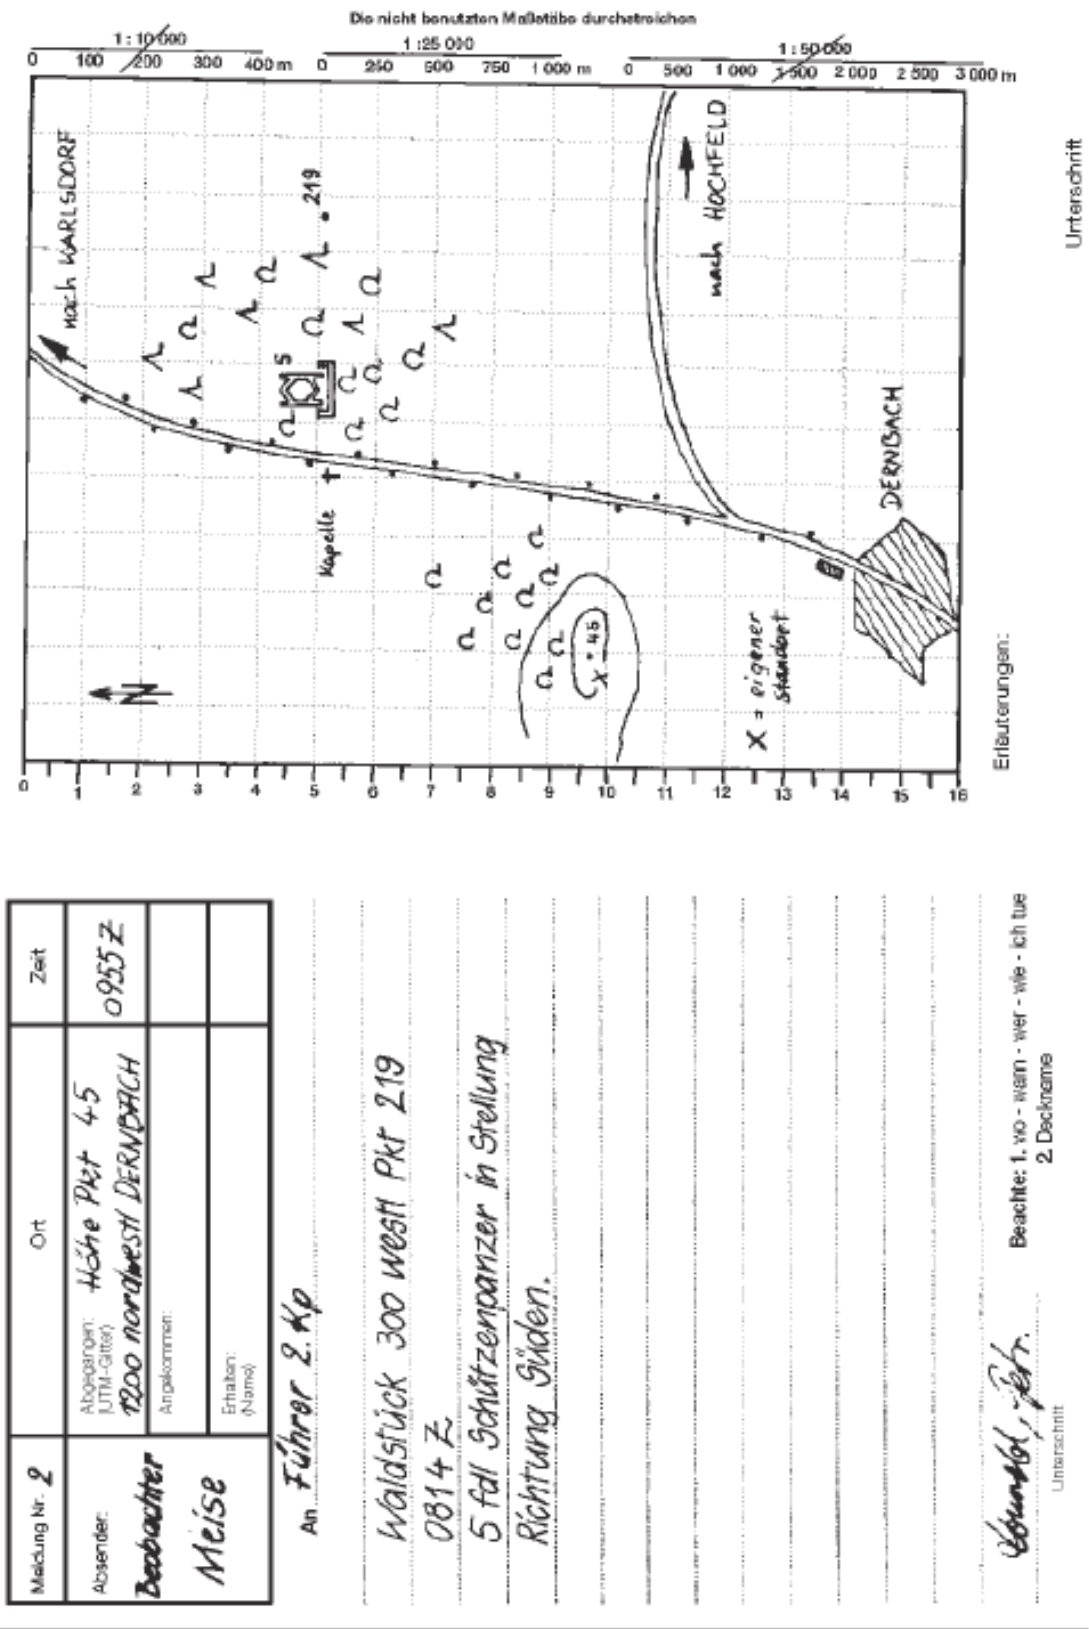 Die nicht benutzten Maßstäbe durchstreichen
1 : 10 000
0 100 200 300 400 m
1 : 25 000
0 250 500 750 1 000 m
1 : 50 000
0 500 1 000 1 500 2 000 2 500 3 000 m
nach KARLSDORF
219
5
Kapelle
nach HOCHFELD
DERNBACH
N
X • 45
X = eigener
Standort
0 1 2 3 4 5 6 7 8 9 10 11 12 13 14 15 16
Erläuterungen:
Unterschrift
Meldung Nr. 2
Ort
Zeit
Absender:
Beobachter
Meise
Abgegangen:
(UTM-Gitter)
Höhe Pkt 45
1200 nordwestl DERNBACH
0955 Z
Angekommen:
Erhalten:
(Name)
An Führer 2. Kp
Waldstück 300 westl Pkt 219
0814 Z
5 fdl Schützenpanzer in Stellung
Richtung Süden.
Unterschrift
Beachte: 1. wo - wann - wer - wie - ich tue
2. Deckname